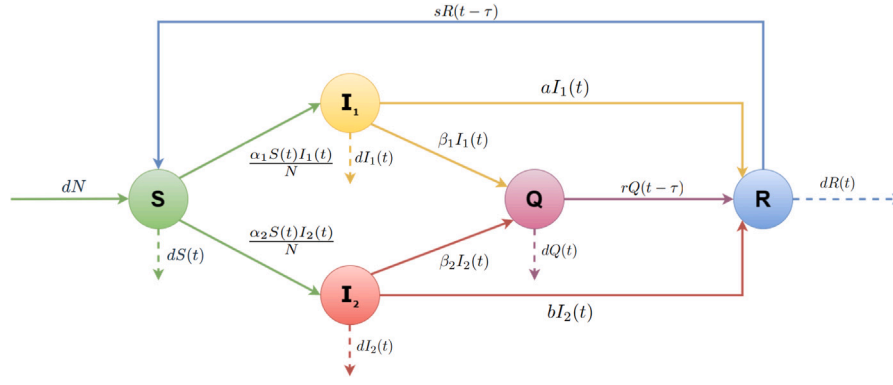 sR(t − τ)
I₁
aI₁(t)
β₁I₁(t)
α₁S(t)I₁(t)
N
dI₁(t)
dN
S
Q
rQ(t − τ)
R
dR(t)
dS(t)
α₂S(t)I₂(t)
N
dQ(t)
β₂I₂(t)
I₂
bI₂(t)
dI₂(t)